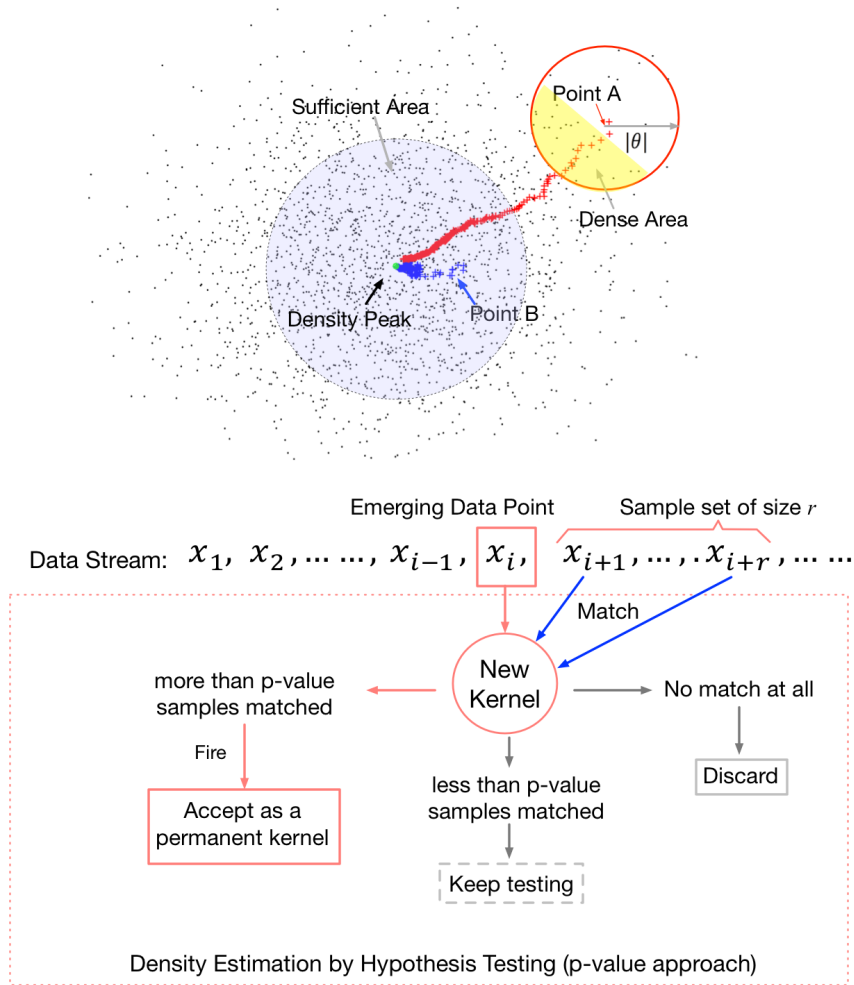 Sufficient Area
Point A
|θ|
Dense Area
Density Peak
Point B
Emerging Data Point
Sample set of size r
Data Stream: x₁, x₂, ... ..., xᵢ₋₁, xᵢ, xᵢ₊₁, ... , . xᵢ₊ᵣ , ... ...
Match
New
Kernel
more than p-value
samples matched
No match at all
Fire
Discard
less than p-value
samples matched
Accept as a
permanent kernel
Keep testing
Density Estimation by Hypothesis Testing (p-value approach)